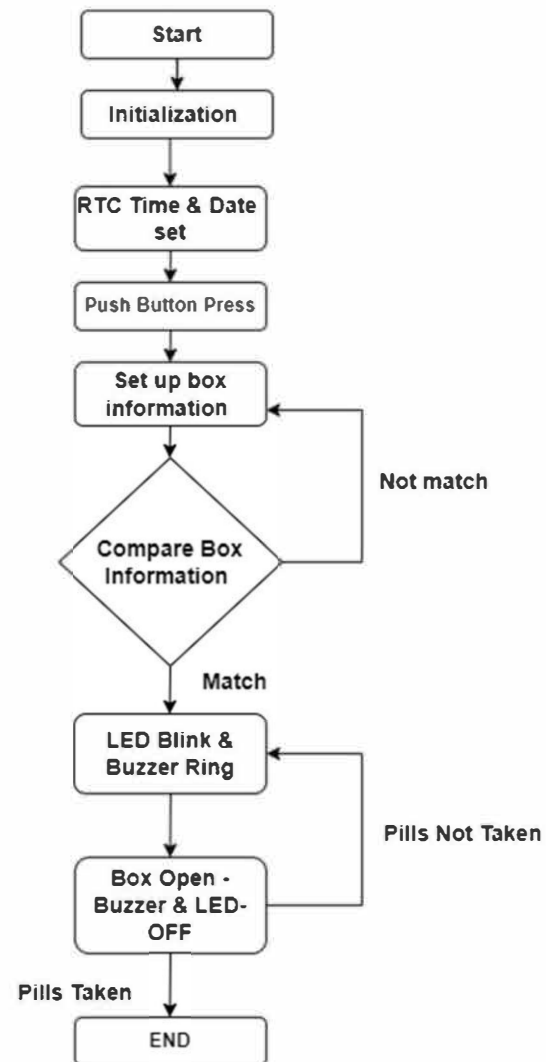 Start
Initialization
RTC Time & Date
set
Push Button Press
Set up box
information
Not match
Compare Box
Information
Match
LED Blink &
Buzzer Ring
Pills Not Taken
Box Open -
Buzzer & LED-
OFF
Pills Taken
END